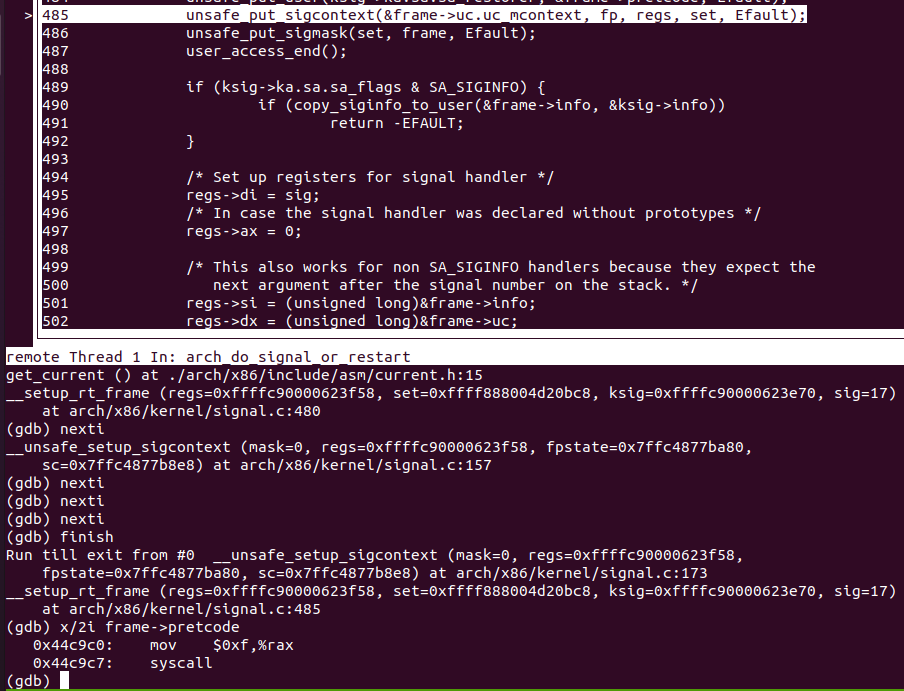 484 unsafe_put_user(ksig->ka.sa.sa_restorer, &frame->pretcode, Efault);
> 485 unsafe_put_sigcontext(&frame->uc.uc_mcontext, fp, regs, set, Efault);
486 unsafe_put_sigmask(set, frame, Efault);
487 user_access_end();
488
489 if (ksig->ka.sa.sa_flags & SA_SIGINFO) {
490 if (copy_siginfo_to_user(&frame->info, &ksig->info))
491 return -EFAULT;
492 }
493
494 /* Set up registers for signal handler */
495 regs->di = sig;
496 /* In case the signal handler was declared without prototypes */
497 regs->ax = 0;
498
499 /* This also works for non SA_SIGINFO handlers because they expect the
500 next argument after the signal number on the stack. */
501 regs->si = (unsigned long)&frame->info;
502 regs->dx = (unsigned long)&frame->uc;
remote Thread 1 In: arch_do_signal_or_restart
get_current () at ./arch/x86/include/asm/current.h:15
__setup_rt_frame (regs=0xffffc90000623f58, set=0xffff888004d20bc8, ksig=0xffffc90000623e70, sig=17)
at arch/x86/kernel/signal.c:480
(gdb) nexti
__unsafe_setup_sigcontext (mask=0, regs=0xffffc90000623f58, fpstate=0x7ffc4877ba80,
sc=0x7ffc4877b8e8) at arch/x86/kernel/signal.c:157
(gdb) nexti
(gdb) nexti
(gdb) nexti
(gdb) finish
Run till exit from #0 __unsafe_setup_sigcontext (mask=0, regs=0xffffc90000623f58,
fpstate=0x7ffc4877ba80, sc=0x7ffc4877b8e8) at arch/x86/kernel/signal.c:173
__setup_rt_frame (regs=0xffffc90000623f58, set=0xffff888004d20bc8, ksig=0xffffc90000623e70, sig=17)
at arch/x86/kernel/signal.c:485
(gdb) x/2i frame->pretcode
0x44c9c0: mov $0xf,%rax
0x44c9c7: syscall
(gdb)